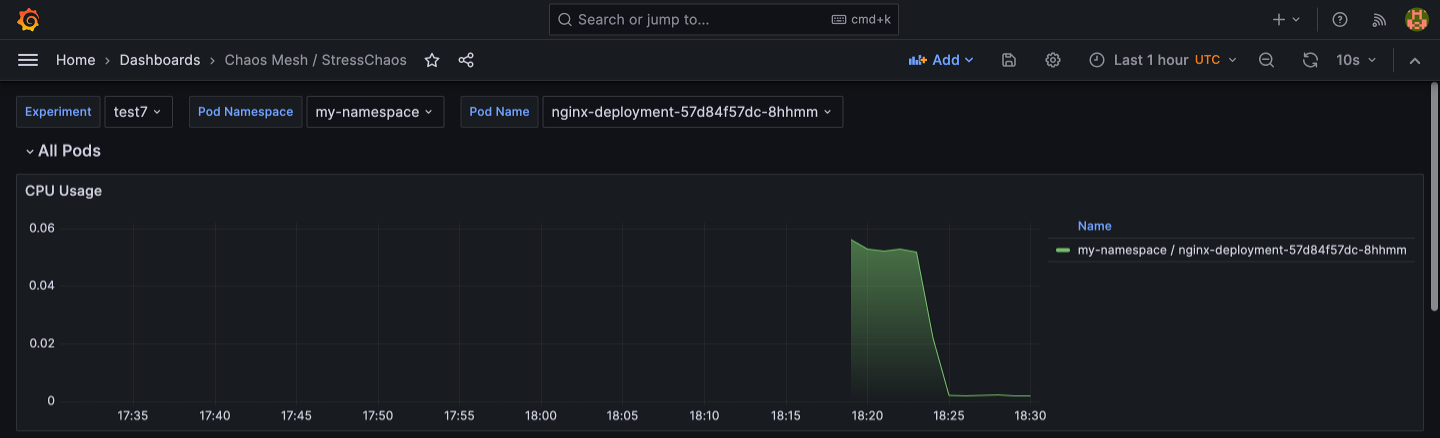 Search or jump to... cmd+k
Home › Dashboards › Chaos Mesh / StressChaos Add Last 1 hour UTC 10s
Experiment test7 Pod Namespace my-namespace Pod Name nginx-deployment-57d84f57dc-8hhmm
All Pods
CPU Usage
0.06
0.04
0.02
0
17:35 17:40 17:45 17:50 17:55 18:00 18:05 18:10 18:15 18:20 18:25 18:30
Name
my-namespace / nginx-deployment-57d84f57dc-8hhmm